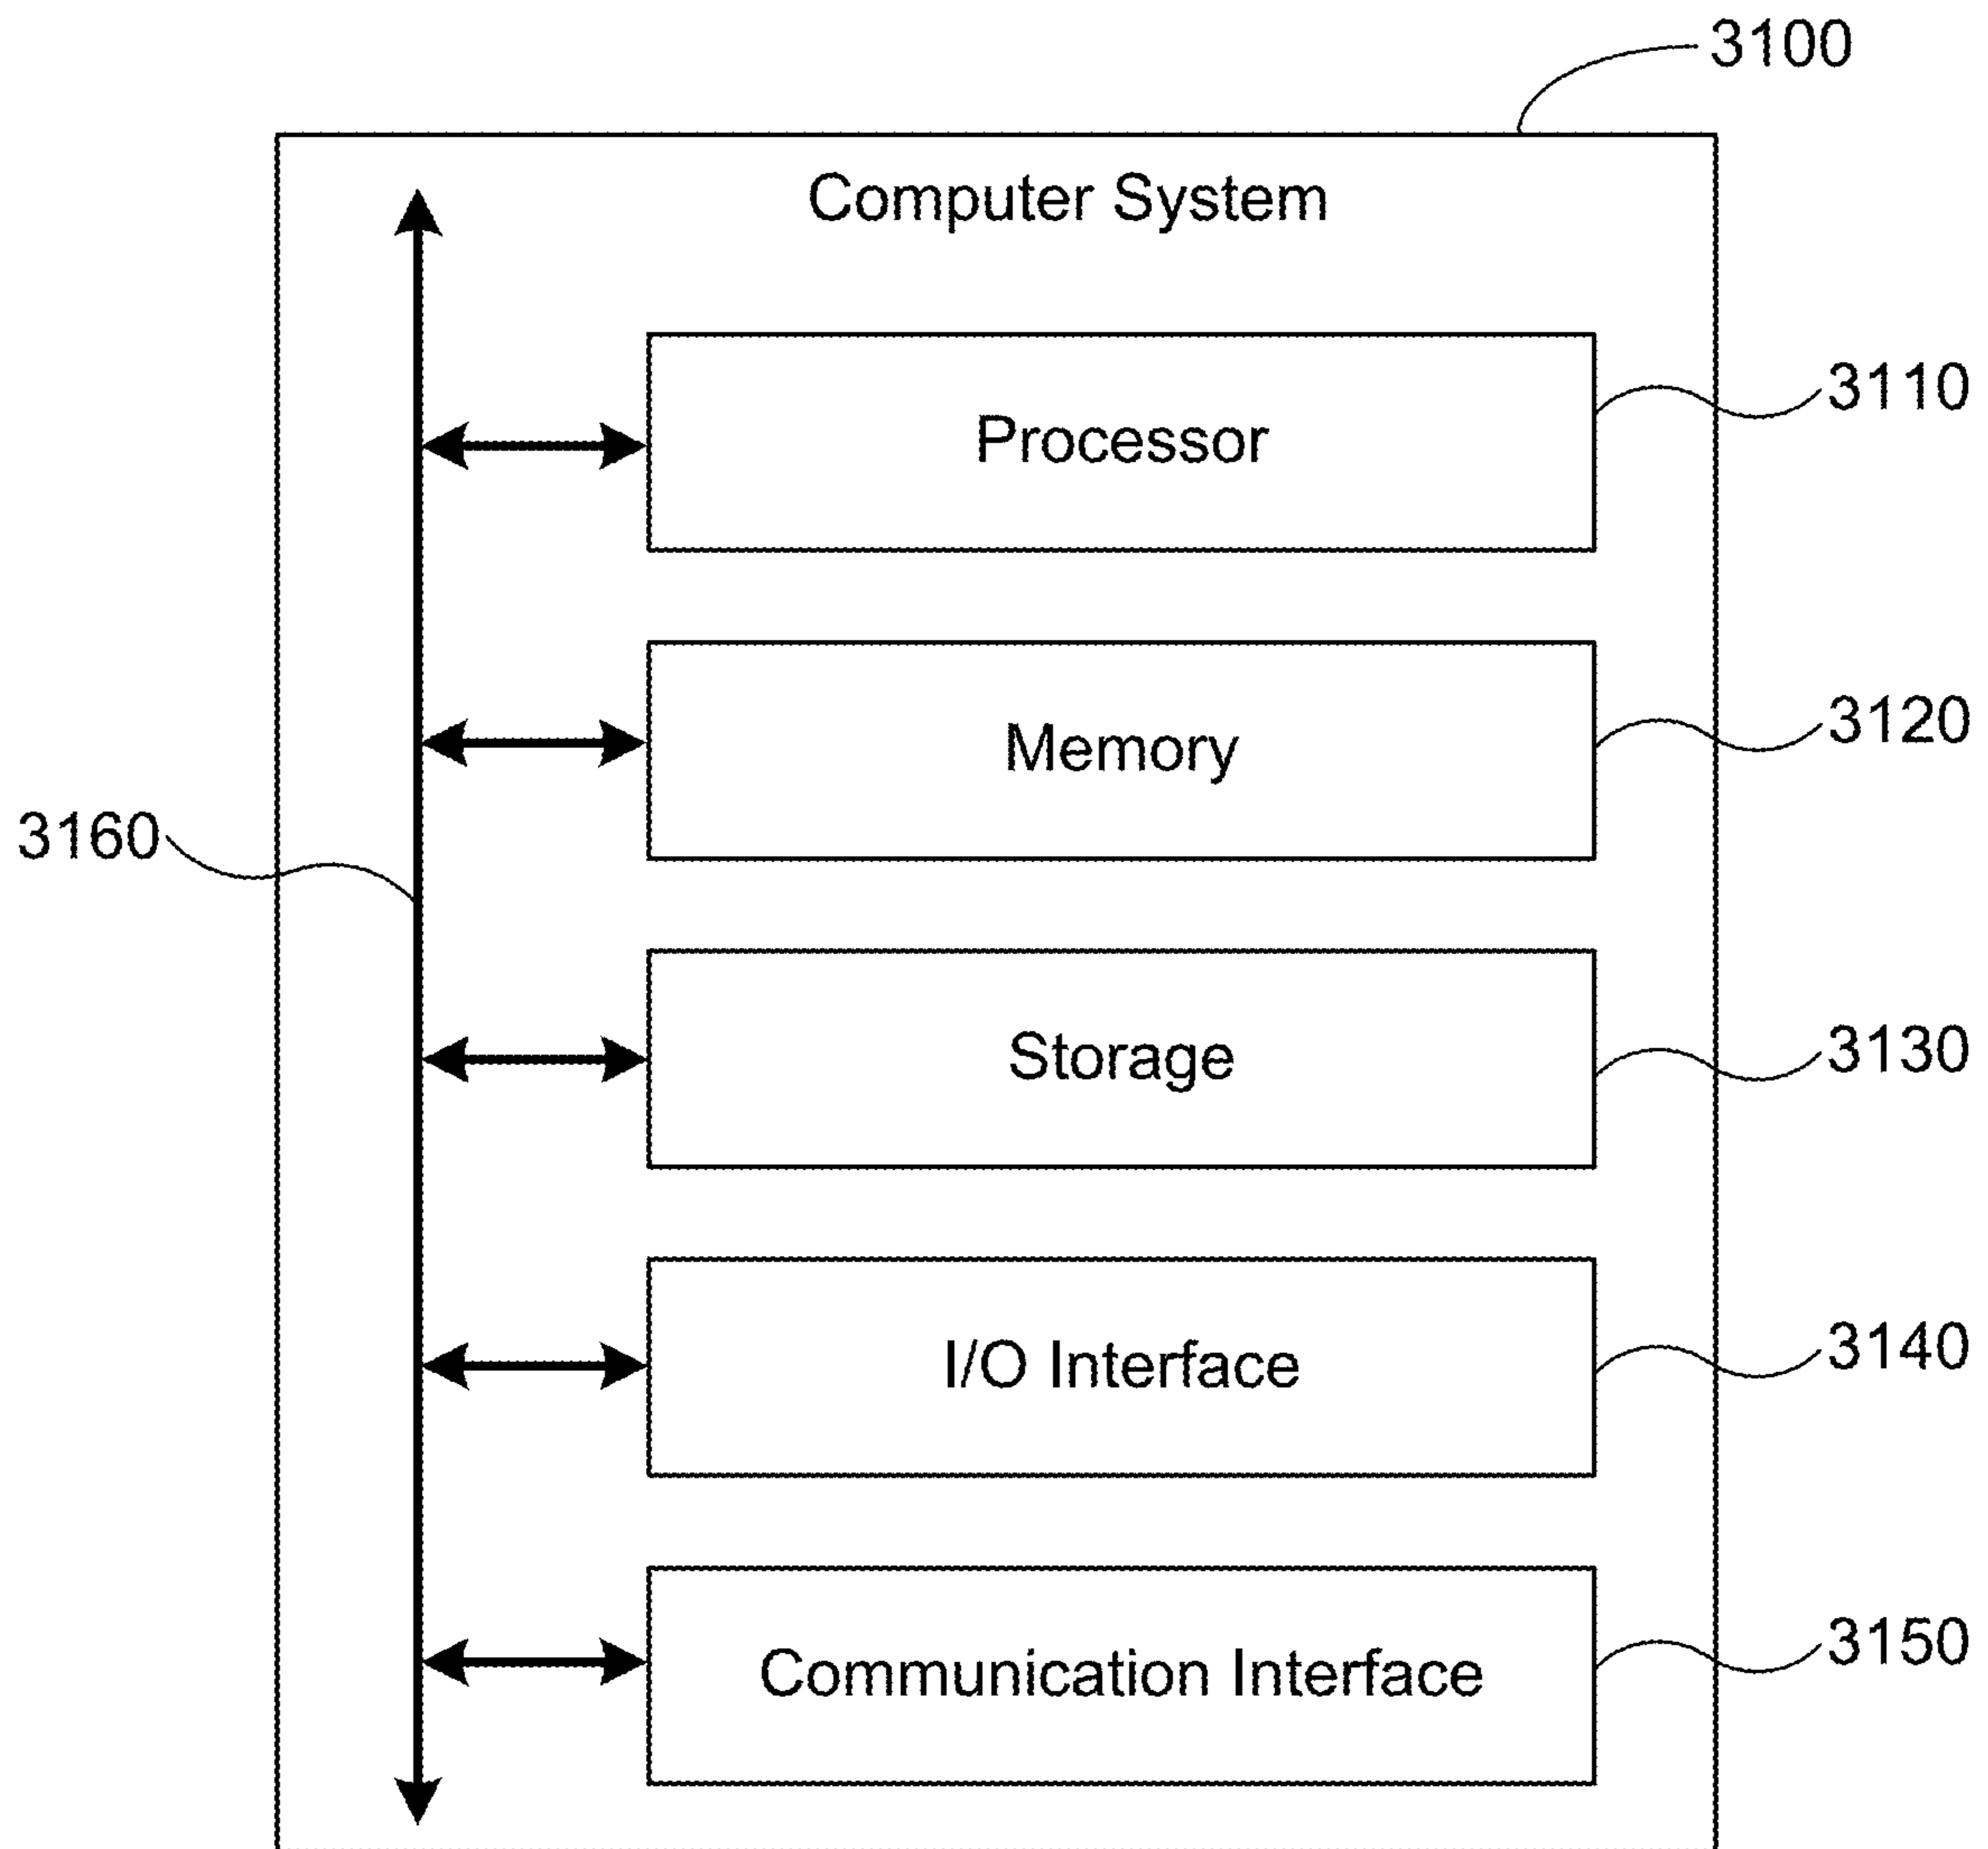 3100
Computer System
Processor
3110
Memory
3120
3160
Storage
3130
I/O Interface
3140
Communication Interface
3150